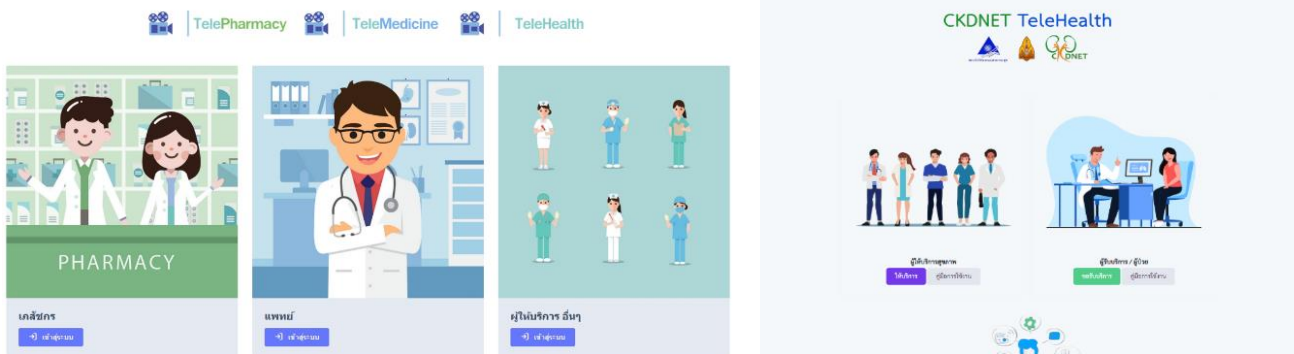 TelePharmacy
TeleMedicine
TeleHealth
PHARMACY
เภสัชกร
เข้าสู่ระบบ
แพทย์
เข้าสู่ระบบ
ผู้ให้บริการ อื่นๆ
เข้าสู่ระบบ
CKDNET TeleHealth
CKDNET
ผู้ให้บริการสุขภาพ
ให้บริการ
คู่มือการใช้งาน
ผู้รับบริการ / ผู้ป่วย
ขอรับบริการ
คู่มือการใช้งาน